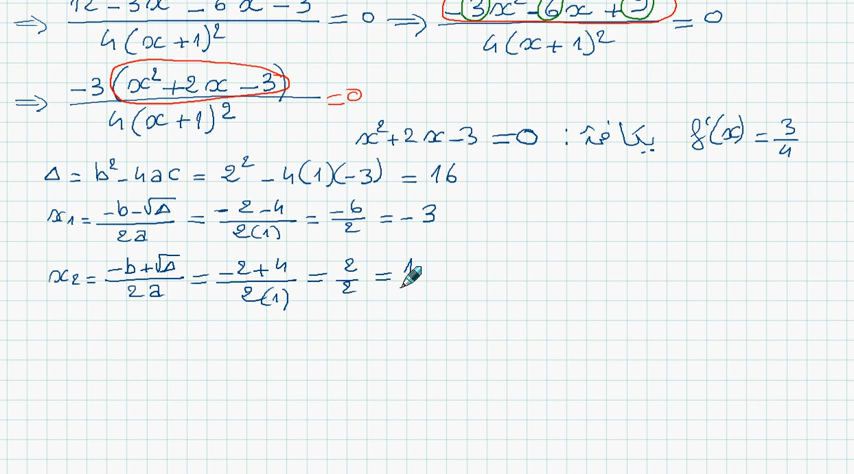 ⇒ 12 - 3x² - 6x - 3 / 4(x+1)² = 0 ⇒ -3x² - 6x + 9 / 4(x+1)² = 0
⇒ -3(x² + 2x - 3) / 4(x+1)² = 0
f'(x) = 3/4 يكافئ : x² + 2x - 3 = 0
Δ = b² - 4ac = 2² - 4(1)(-3) = 16
x₁ = -b-√Δ / 2a = -2-4 / 2(1) = -6/2 = -3
x₂ = -b+√Δ / 2a = -2+4 / 2(1) = 2/2 = 1